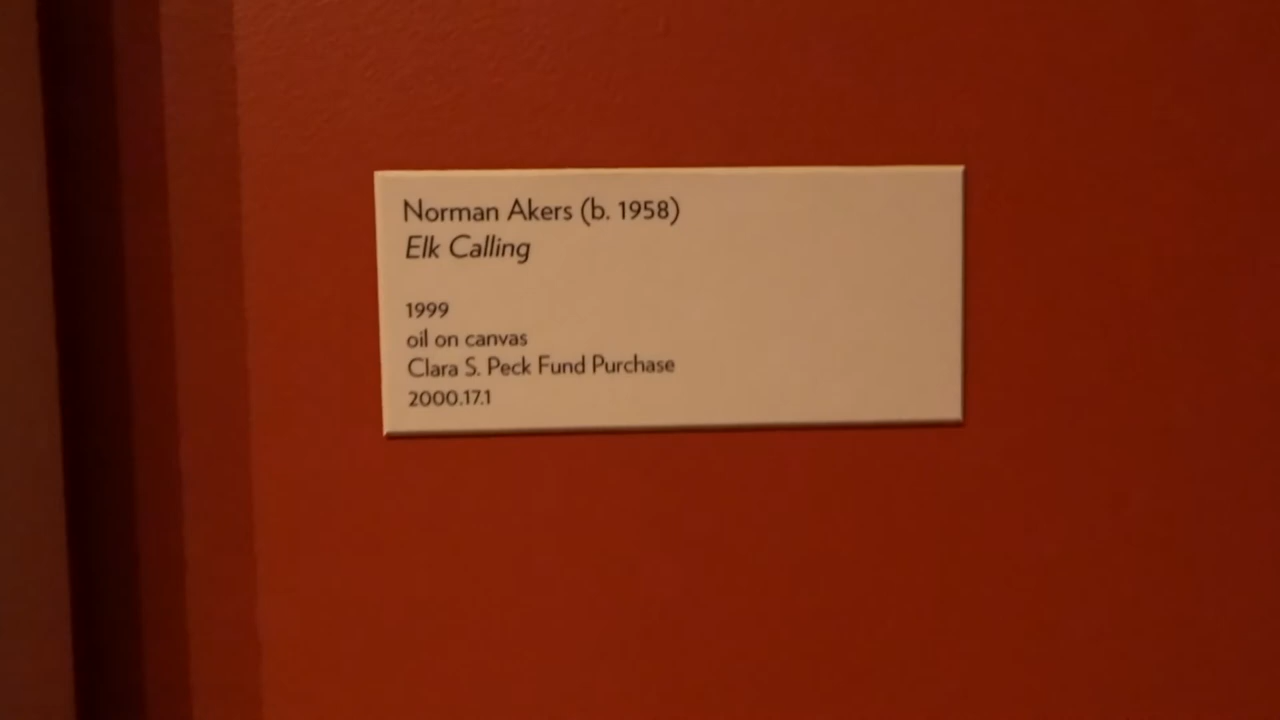 Norman Akers (b. 1958)
Elk Calling
1999
oil on canvas
Clara S. Peck Fund Purchase
2000.17.1